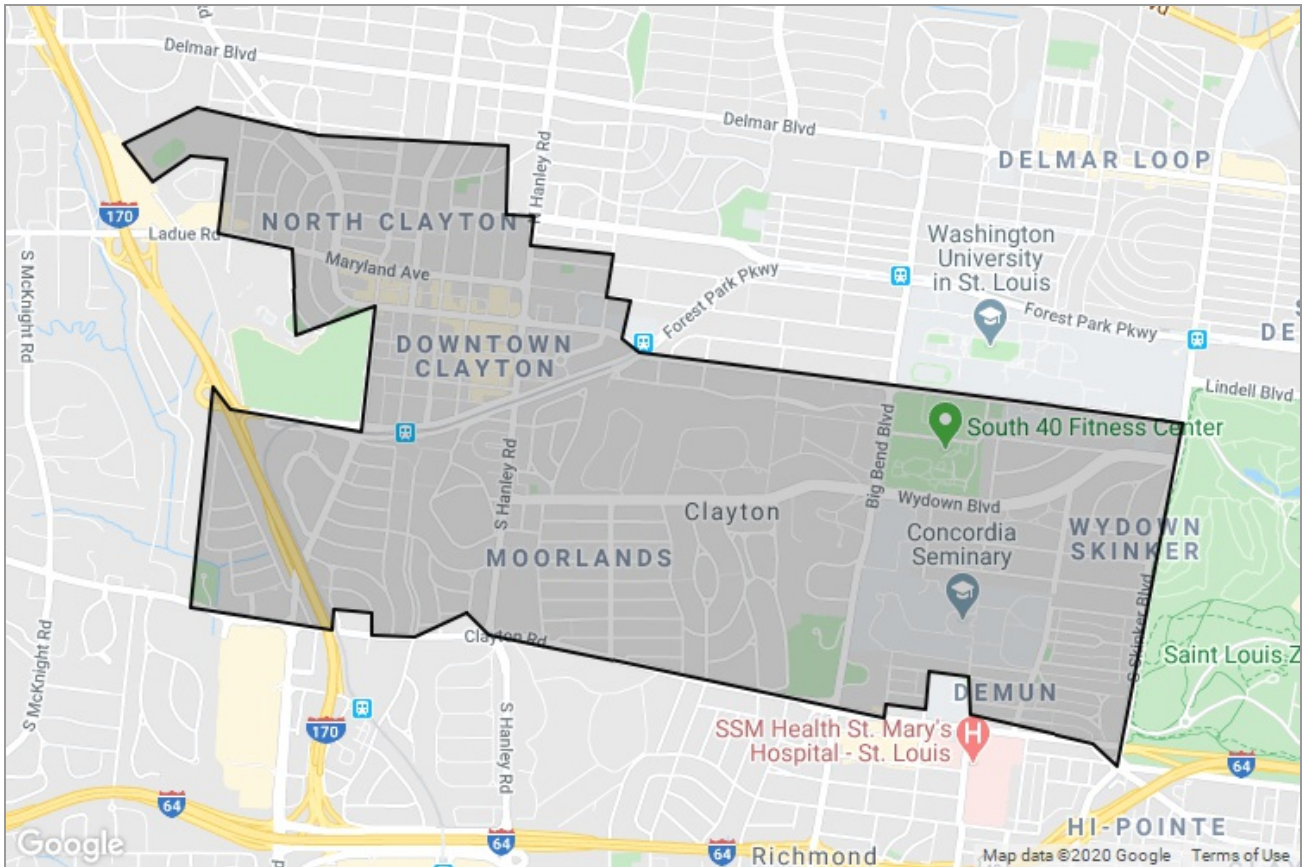 Delmar Blvd
Delmar Blvd
DELMAR LOOP
N Hanley Rd
170
NORTH CLAYTON
Ladue Rd
Maryland Ave
S McKnight Rd
Washington
University
in St. Louis
Forest Park Pkwy
Forest Park Pkwy
DOWNTOWN
CLAYTON
Lindell Blvd
South 40 Fitness Center
Big Bend Blvd
S Hanley Rd
Wydown Blvd
Clayton
MOORLANDS
Concordia
Seminary
WYDOWN
SKINKER
S Skinker Blvd
Clayton Rd
Saint Louis Z
S McKnight Rd
DEMUN
S Hanley Rd
170
SSM Health St. Mary's
Hospital - St. Louis
H
64
64
64
64
HI-POINTE
Google
Richmond
Map data ©2020 Google
Terms of Use